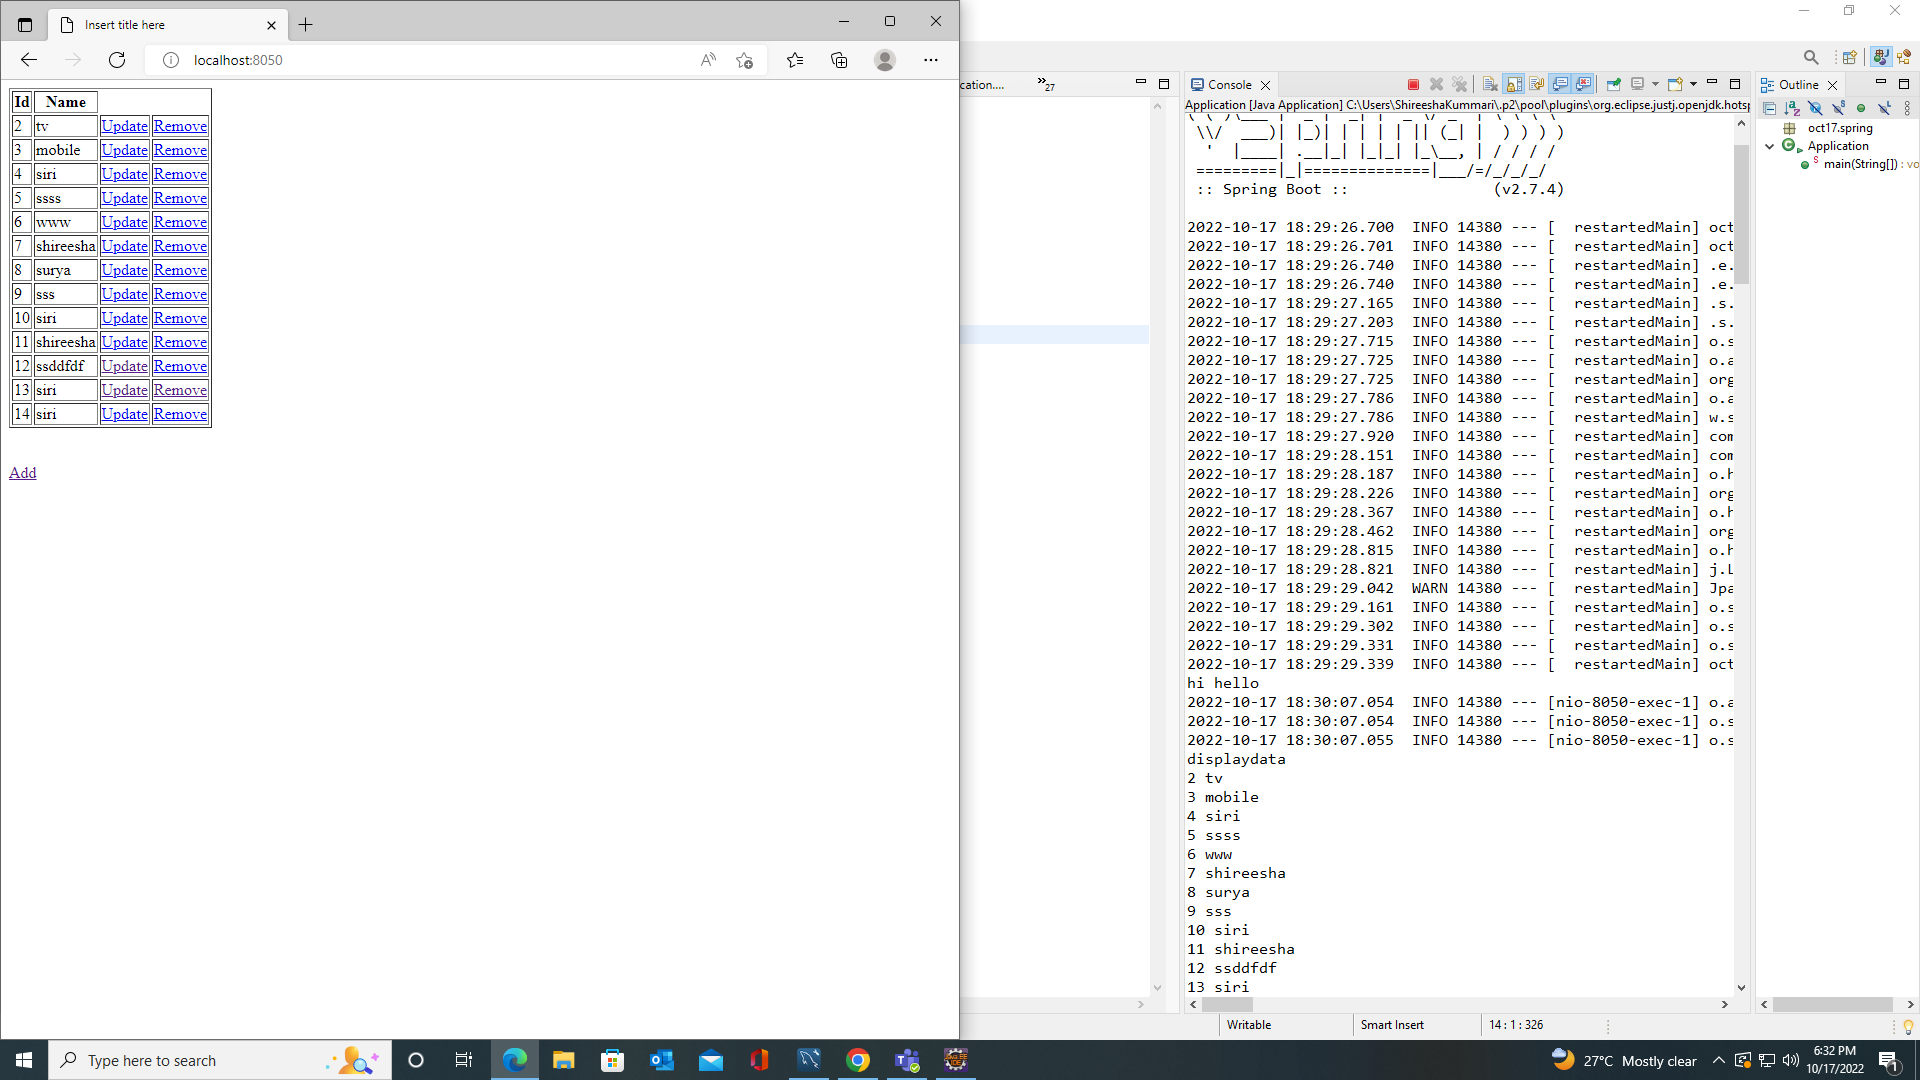 Insert title here
localhost:8050
Id Name
2 tv Update Remove
3 mobile Update Remove
4 siri Update Remove
5 ssss Update Remove
6 www Update Remove
7 shireesha Update Remove
8 surya Update Remove
9 sss Update Remove
10 siri Update Remove
11 shireesha Update Remove
12 ssddfdf Update Remove
13 siri Update Remove
14 siri Update Remove
Add
cation....
27
Console
Application [Java Application] C:\Users\ShireeshaKummari\.p2\pool\plugins\org.eclipse.justj.openjdk.hotsp
:: Spring Boot :: (v2.7.4)
2022-10-17 18:29:26.700 INFO 14380 --- [ restartedMain] oct
2022-10-17 18:29:26.701 INFO 14380 --- [ restartedMain] oct
2022-10-17 18:29:26.740 INFO 14380 --- [ restartedMain] .e.
2022-10-17 18:29:26.740 INFO 14380 --- [ restartedMain] .e.
2022-10-17 18:29:27.165 INFO 14380 --- [ restartedMain] .s.
2022-10-17 18:29:27.203 INFO 14380 --- [ restartedMain] .s.
2022-10-17 18:29:27.715 INFO 14380 --- [ restartedMain] o.s
2022-10-17 18:29:27.725 INFO 14380 --- [ restartedMain] o.a
2022-10-17 18:29:27.725 INFO 14380 --- [ restartedMain] org
2022-10-17 18:29:27.786 INFO 14380 --- [ restartedMain] o.a
2022-10-17 18:29:27.786 INFO 14380 --- [ restartedMain] w.s
2022-10-17 18:29:27.920 INFO 14380 --- [ restartedMain] com
2022-10-17 18:29:28.151 INFO 14380 --- [ restartedMain] com
2022-10-17 18:29:28.187 INFO 14380 --- [ restartedMain] o.h
2022-10-17 18:29:28.226 INFO 14380 --- [ restartedMain] org
2022-10-17 18:29:28.367 INFO 14380 --- [ restartedMain] o.h
2022-10-17 18:29:28.462 INFO 14380 --- [ restartedMain] org
2022-10-17 18:29:28.815 INFO 14380 --- [ restartedMain] o.h
2022-10-17 18:29:28.821 INFO 14380 --- [ restartedMain] j.L
2022-10-17 18:29:29.042 WARN 14380 --- [ restartedMain] Jpa
2022-10-17 18:29:29.161 INFO 14380 --- [ restartedMain] o.s
2022-10-17 18:29:29.302 INFO 14380 --- [ restartedMain] o.s
2022-10-17 18:29:29.331 INFO 14380 --- [ restartedMain] o.s
2022-10-17 18:29:29.339 INFO 14380 --- [ restartedMain] oct
hi hello
2022-10-17 18:30:07.054 INFO 14380 --- [nio-8050-exec-1] o.a
2022-10-17 18:30:07.054 INFO 14380 --- [nio-8050-exec-1] o.s
2022-10-17 18:30:07.055 INFO 14380 --- [nio-8050-exec-1] o.s
displaydata
2 tv
3 mobile
4 siri
5 ssss
6 www
7 shireesha
8 surya
9 sss
10 siri
11 shireesha
12 ssddfdf
13 siri
Outline
oct17.spring
Application
main(String[]) : vo
Writable
Smart Insert
14 : 1 : 326
Type here to search
27°C Mostly clear
6:32 PM
10/17/2022
1